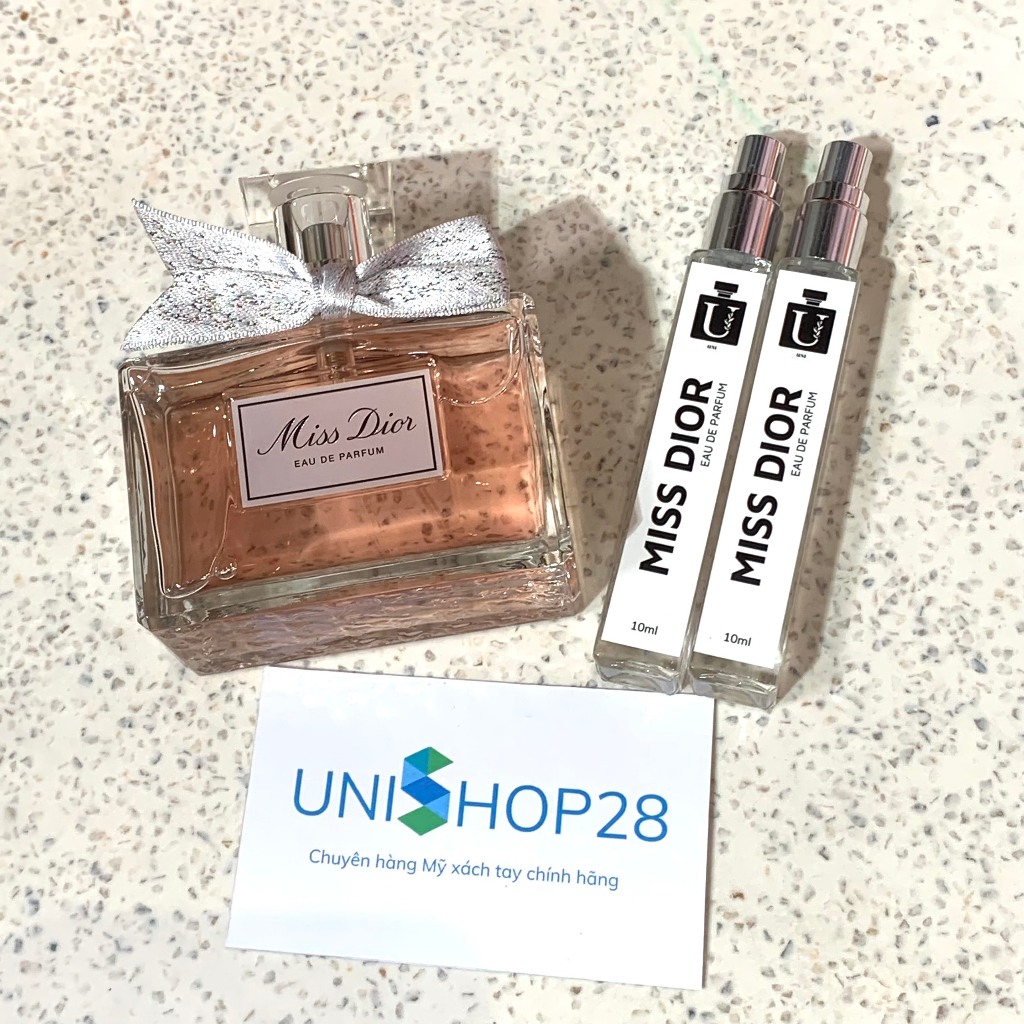 Miss Dior
EAU DE PARFUM
MISS DIOR
EAU DE PARFUM
10ml
MISS DIOR
EAU DE PARFUM
10ml
UNISHOP28
Chuyên hàng Mỹ xách tay chính hãng